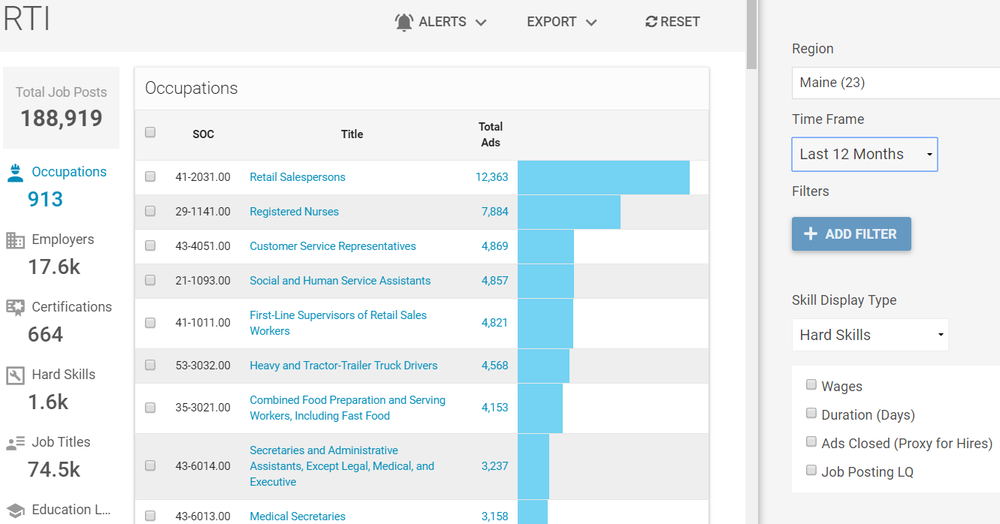 RTI
ALERTS
EXPORT
RESET
Total Job Posts
188,919
Occupations
913
Employers
17.6k
Certifications
664
Hard Skills
1.6k
Job Titles
74.5k
Education L...
Occupations
SOC Title Total
Ads
41-2031.00 Retail Salespersons 12,363
29-1141.00 Registered Nurses 7,884
43-4051.00 Customer Service Representatives 4,869
21-1093.00 Social and Human Service Assistants 4,857
41-1011.00 First-Line Supervisors of Retail Sales
Workers 4,821
53-3032.00 Heavy and Tractor-Trailer Truck Drivers 4,568
35-3021.00 Combined Food Preparation and Serving
Workers, Including Fast Food 4,153
43-6014.00 Secretaries and Administrative
Assistants, Except Legal, Medical, and
Executive 3,237
43-6013.00 Medical Secretaries 3,158
Region
Maine (23)
Time Frame
Last 12 Months
Filters
+ ADD FILTER
Skill Display Type
Hard Skills
Wages
Duration (Days)
Ads Closed (Proxy for Hires)
Job Posting LQ